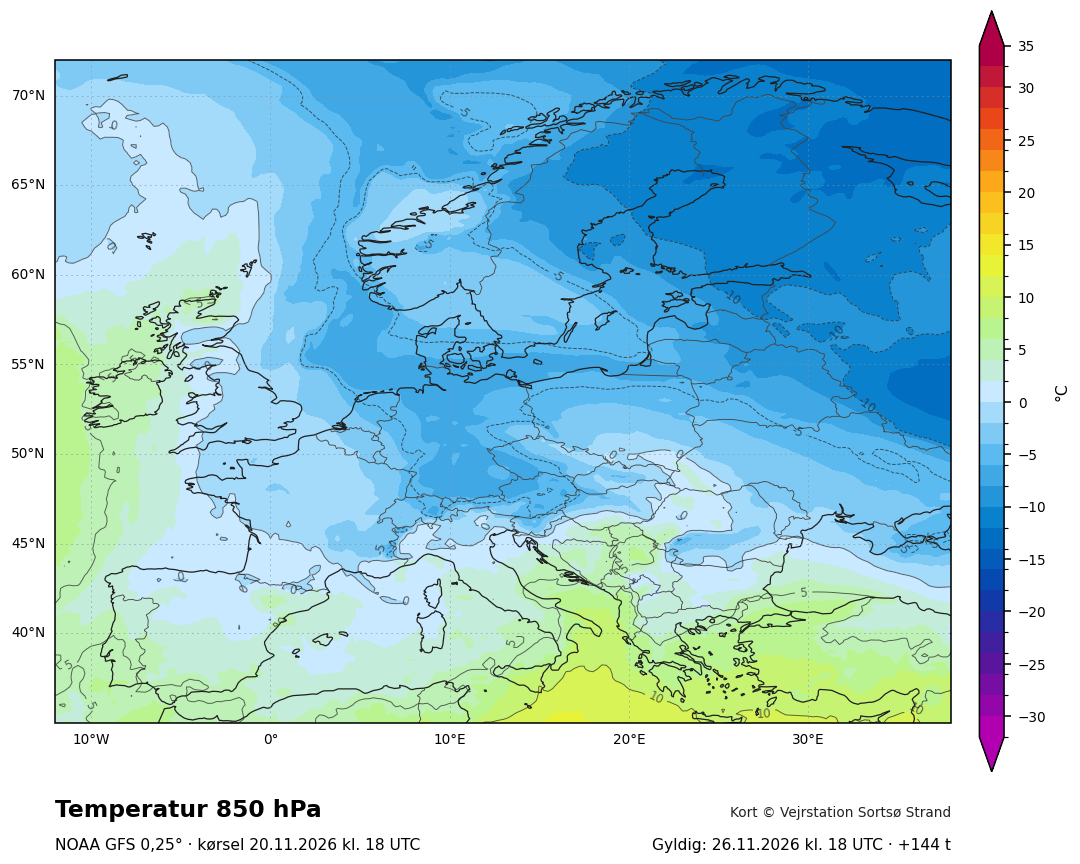 70°N
65°N
60°N
55°N
50°N
45°N
40°N
10°W
0°
10°E
20°E
30°E
35
30
25
20
15
10
5
0
−5
−10
−15
−20
−25
−30
°C
Temperatur 850 hPa
Kort © Vejrstation Sortsø Strand
NOAA GFS 0,25° · kørsel 20.11.2026 kl. 18 UTC
Gyldig: 26.11.2026 kl. 18 UTC · +144 t